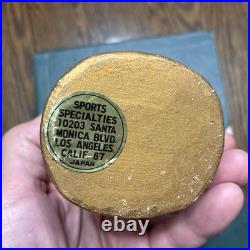 SPORTS
SPECIALTIES
10203 SANTA
MONICA BLVD.
LOS ANGELES,
CALIF. 67
JAPAN